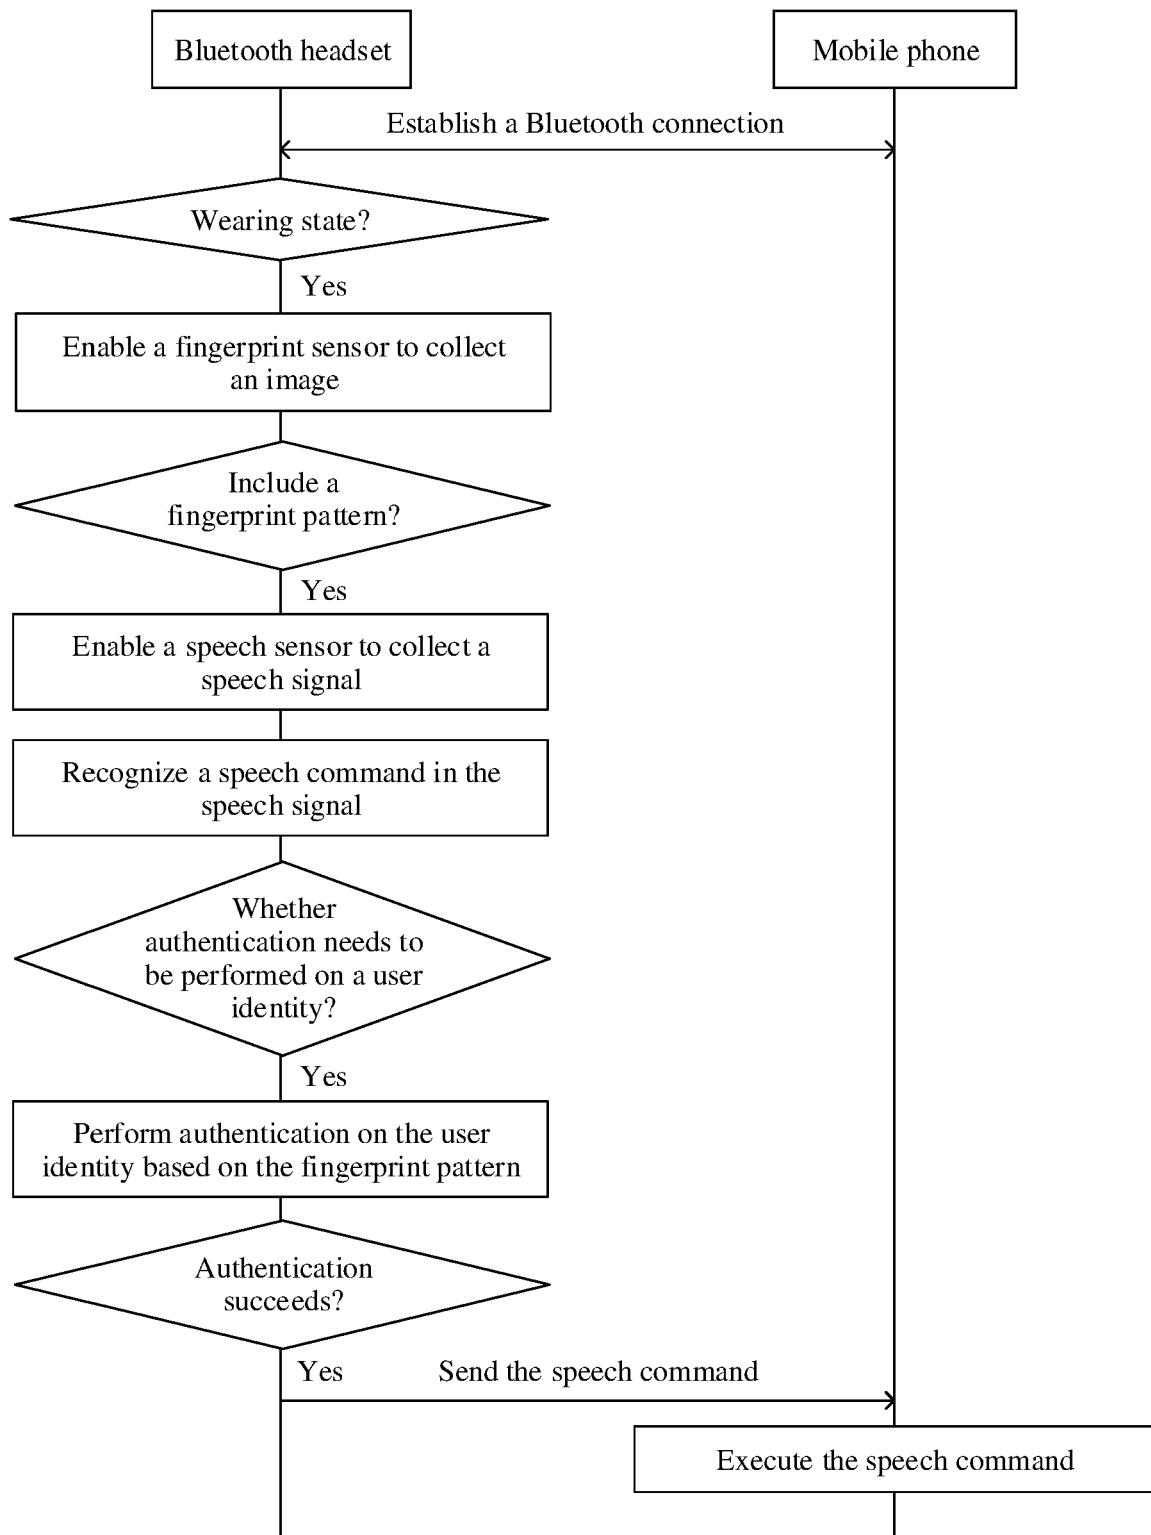 Bluetooth headset
Mobile phone
Establish a Bluetooth connection
Wearing state?
Yes
Enable a fingerprint sensor to collect
an image
Include a
fingerprint pattern?
Yes
Enable a speech sensor to collect a
speech signal
Recognize a speech command in the
speech signal
Whether
authentication needs to
be performed on a user
identity?
Yes
Perform authentication on the user
identity based on the fingerprint pattern
Authentication
succeeds?
Yes
Send the speech command
Execute the speech command